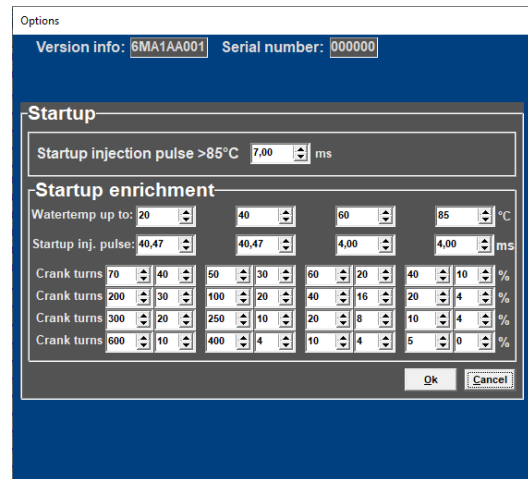 Options
Version info: 6MA1AA001 Serial number: 000000
Startup
Startup injection pulse >85°C 7,00 ms
Startup enrichment
Watertemp up to: 20 40 60 85 °C
Startup inj. pulse: 40,47 40,47 4,00 4,00 ms
Crank turns 70 40 50 30 60 20 40 10 %
Crank turns 200 30 100 20 40 16 20 4 %
Crank turns 300 20 250 10 20 8 10 4 %
Crank turns 600 10 400 4 10 4 5 0 %
Ok Cancel